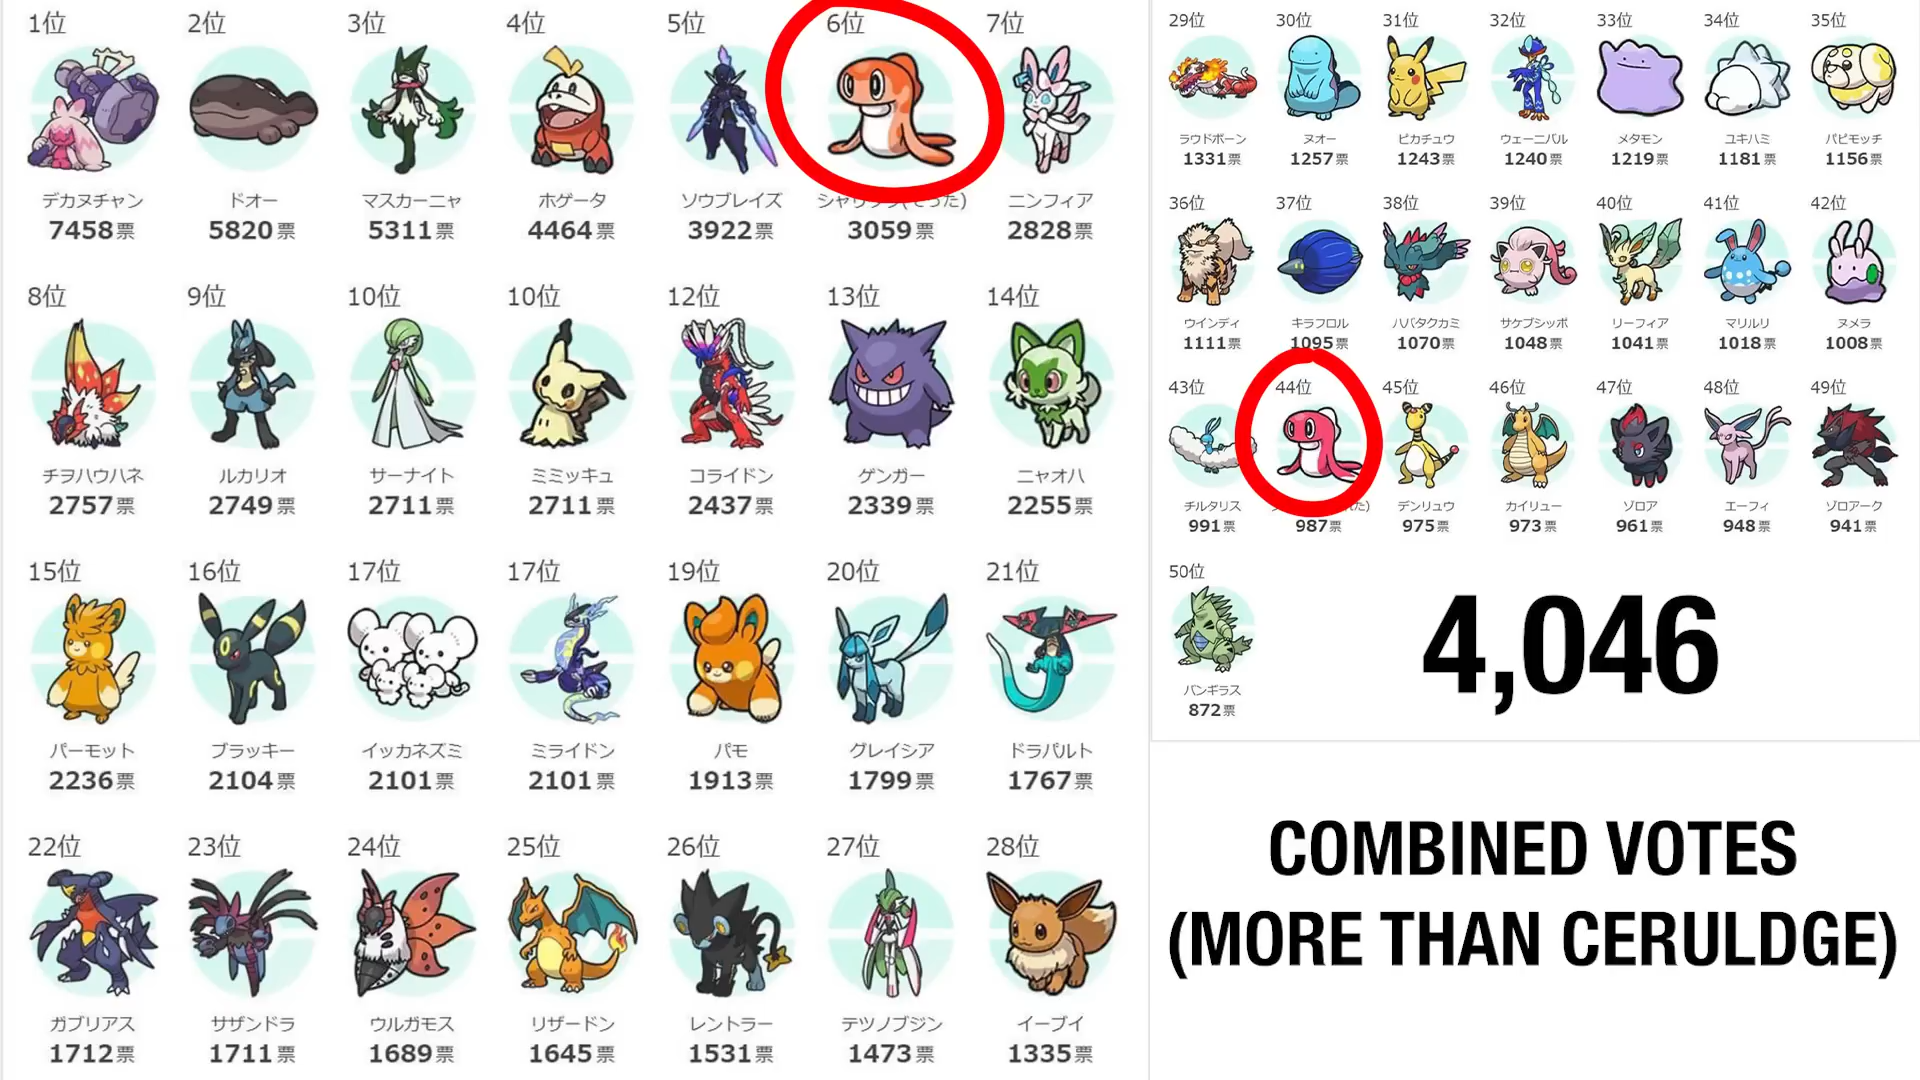 1位 2位 3位 4位 5位 6位 7位
デカヌチャン ドオー マスカーニャ ホゲータ ソウブレイズ ニンフィア
7458票 5820票 5311票 4464票 3922票 3059票 2828票
8位 9位 10位 10位 12位 13位 14位
チヲハウハネ ルカリオ サーナイト ミミッキュ コライドン ゲンガー ニャオハ
2757票 2749票 2711票 2711票 2437票 2339票 2255票
15位 16位 17位 17位 19位 20位 21位
パーモット ブラッキー イッカネズミ ミライドン パモ グレイシア ドラパルト
2236票 2104票 2101票 2101票 1913票 1799票 1767票
22位 23位 24位 25位 26位 27位 28位
ガブリアス サザンドラ ウルガモス リザードン レントラー テツノブジン イーブイ
1712票 1711票 1689票 1645票 1531票 1473票 1335票
29位 30位 31位 32位 33位 34位 35位
ラウドボーン ヌオー ピカチュウ ウェーニバル メタモン ユキハミ パピモッチ
1331票 1257票 1243票 1240票 1219票 1181票 1156票
36位 37位 38位 39位 40位 41位 42位
ウインディ キラフロル ハバタクカミ サケブシッポ リーフィア マリルリ ヌメラ
1111票 1095票 1070票 1048票 1041票 1018票 1008票
43位 44位 45位 46位 47位 48位 49位
チルタリス デンリュウ カイリュー ゾロア エーフィ ゾロアーク
991票 987票 975票 973票 961票 948票 941票
50位
バンギラス
872票
4,046
COMBINED VOTES
(MORE THAN CERULDGE)